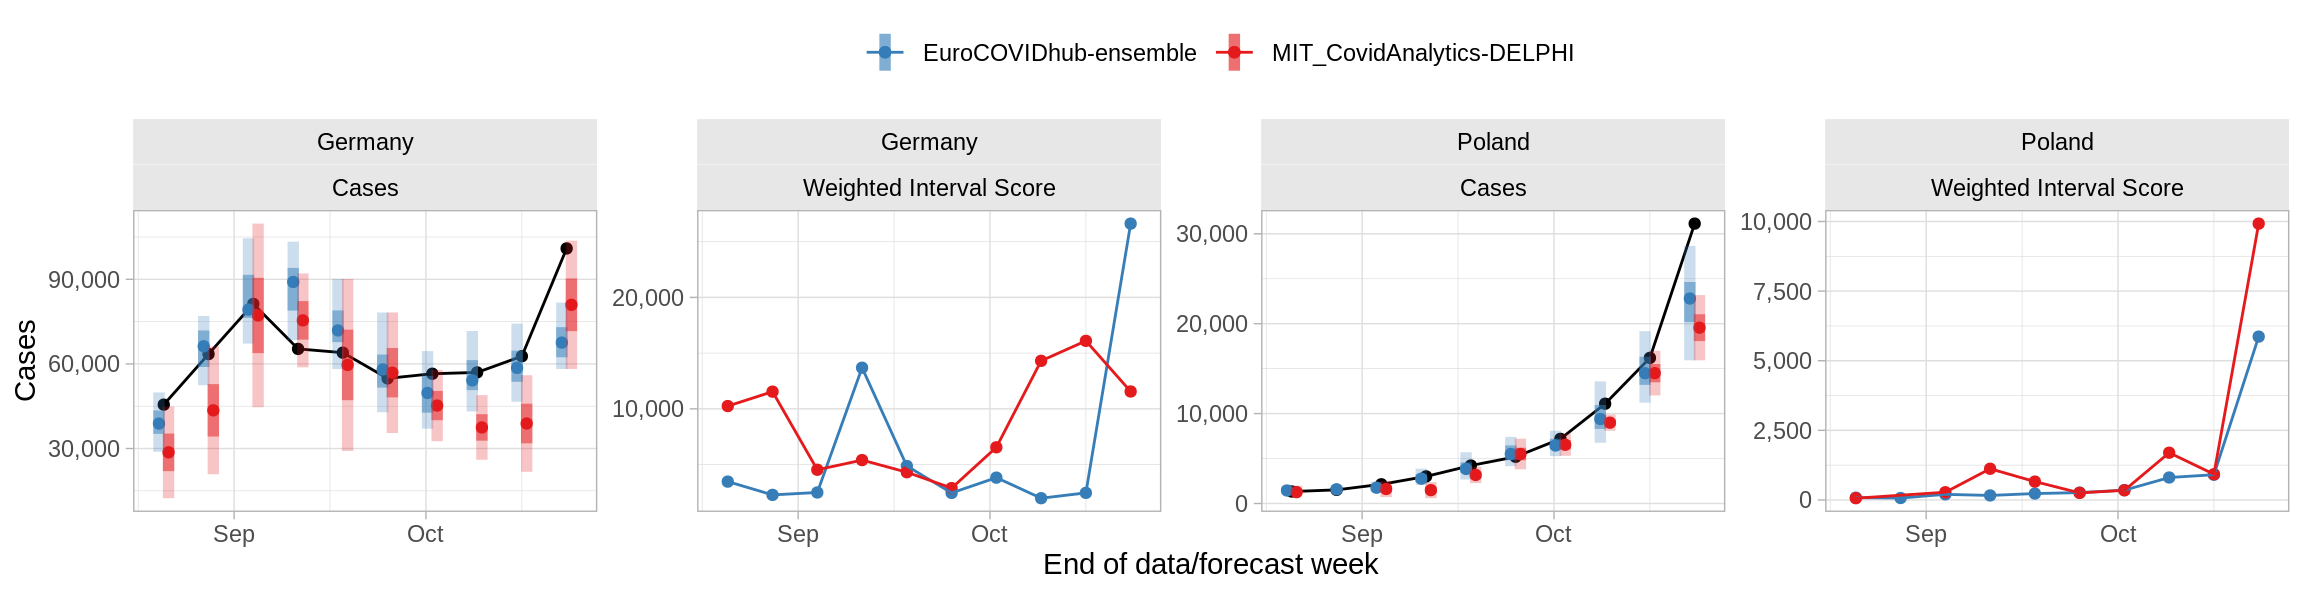 EuroCOVIDhub-ensemble MIT_CovidAnalytics-DELPHI
Germany Germany Poland Poland
Cases Weighted Interval Score Cases Weighted Interval Score
Cases
90,000
60,000
30,000
Sep Oct
20,000
10,000
Sep Oct
30,000
20,000
10,000
0
Sep Oct
10,000
7,500
5,000
2,500
0
Sep Oct
End of data/forecast week